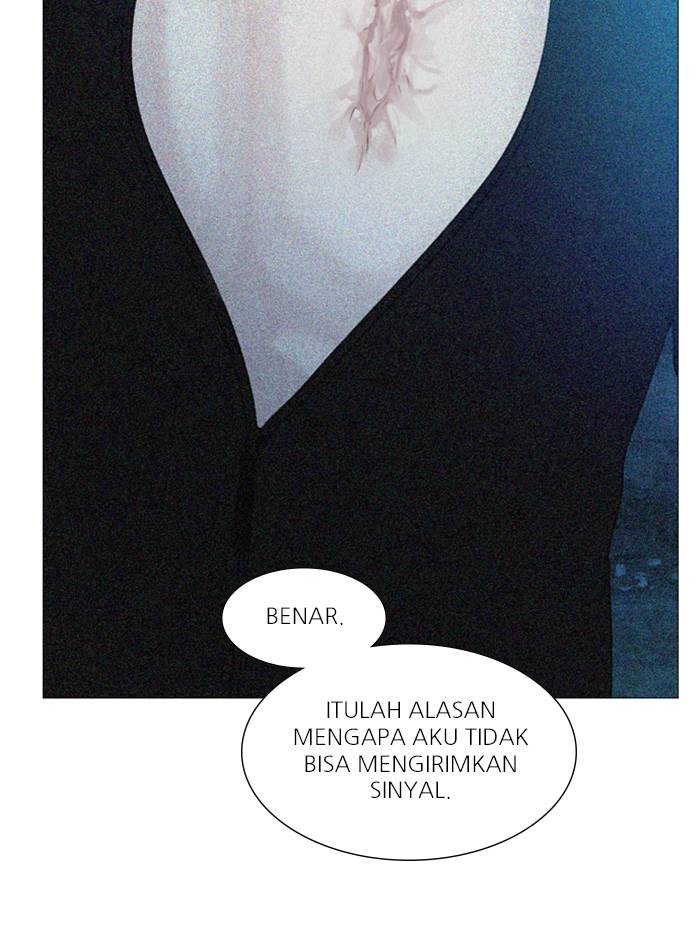 BENAR.
ITULAH ALASAN
MENGAPA AKU TIDAK
BISA MENGIRIMKAN
SINYAL.